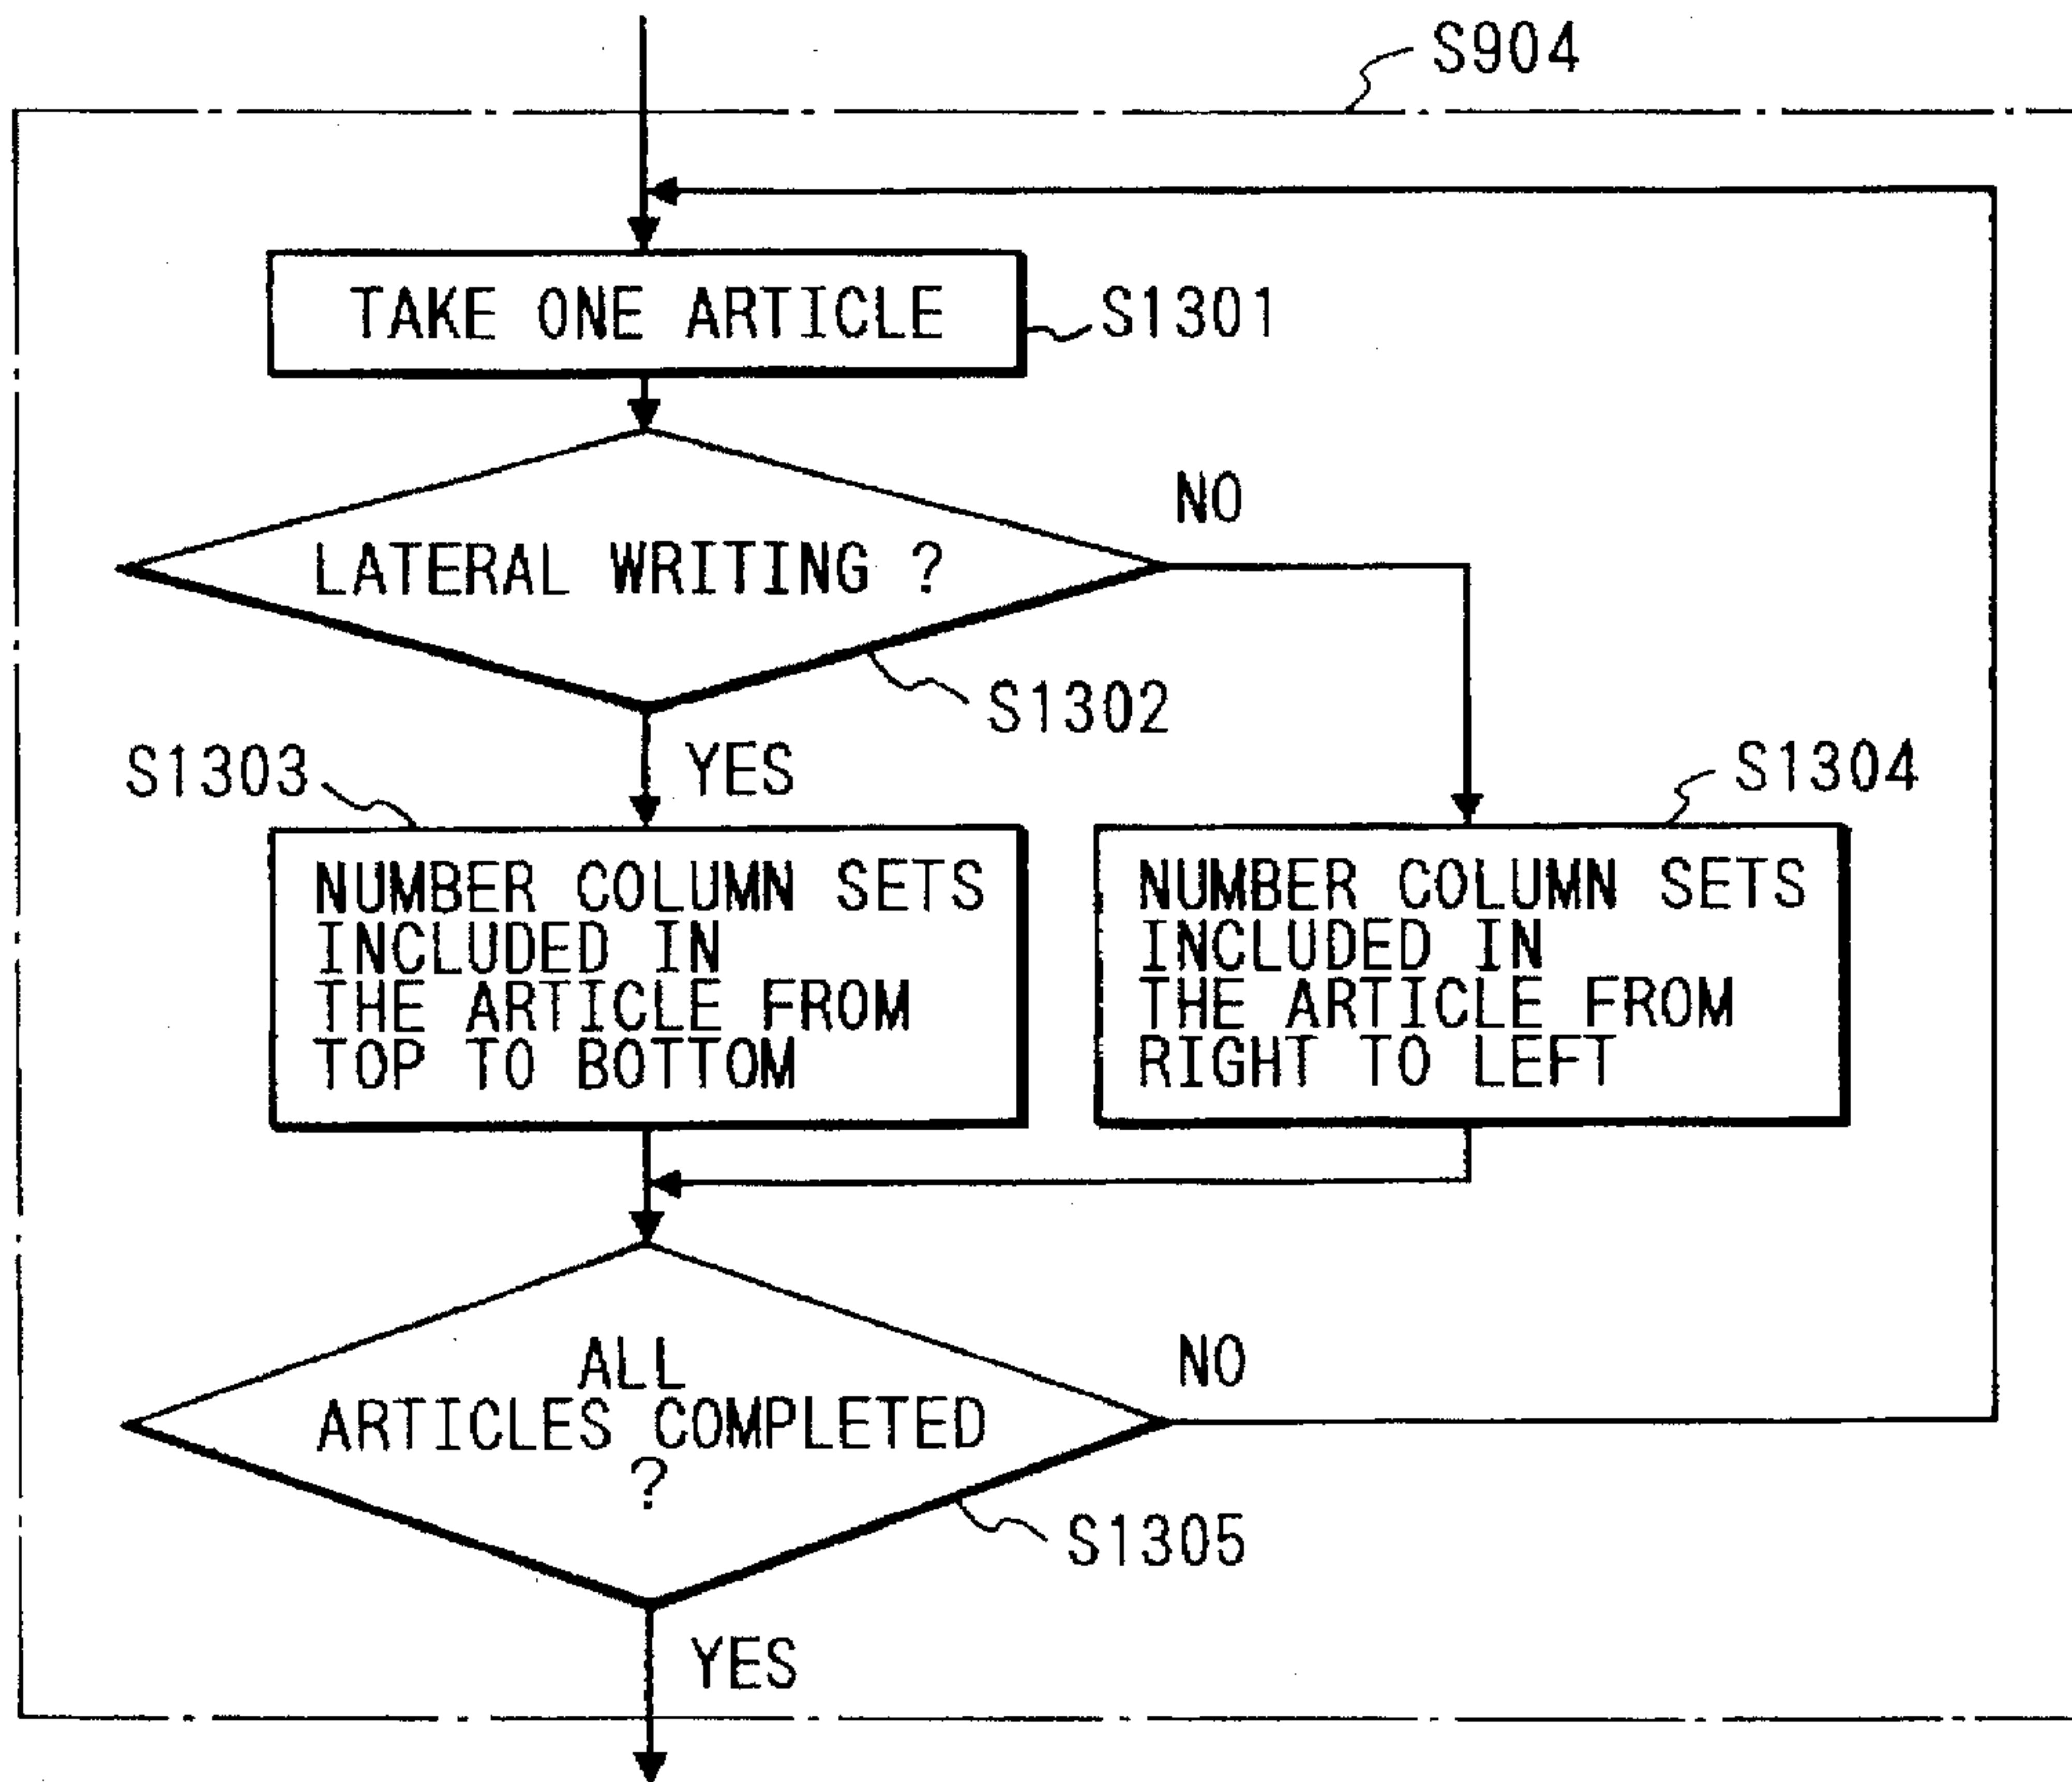 S904
TAKE ONE ARTICLE
S1301
NO
LATERAL WRITING ?
S1302
YES
S1303
S1304
NUMBER COLUMN SETS
INCLUDED IN
THE ARTICLE FROM
TOP TO BOTTOM
NUMBER COLUMN SETS
INCLUDED IN
THE ARTICLE FROM
RIGHT TO LEFT
ALL
ARTICLES COMPLETED
?
NO
S1305
YES